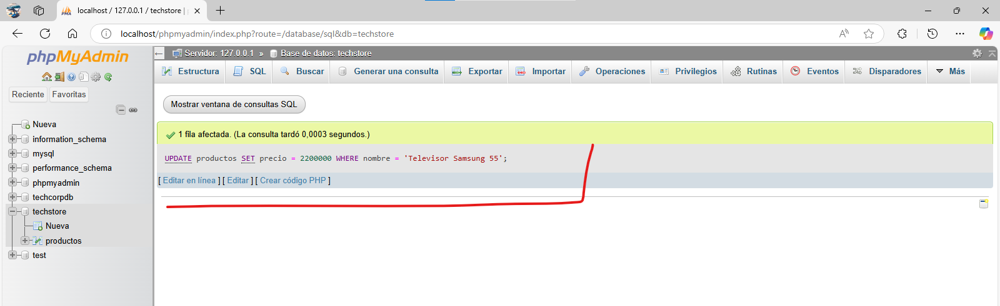 localhost / 127.0.0.1 / techstore |
localhost/phpmyadmin/index.php?route=/database/sql&db=techstore
phpMyAdmin
Reciente
Favoritas
Nueva
information_schema
mysql
performance_schema
phpmyadmin
techcorpdb
techstore
Nueva
productos
test
Servidor: 127.0.0.1 » Base de datos: techstore
Estructura
SQL
Buscar
Generar una consulta
Exportar
Importar
Operaciones
Privilegios
Rutinas
Eventos
Disparadores
Más
Mostrar ventana de consultas SQL
1 fila afectada. (La consulta tardó 0,0003 segundos.)
UPDATE productos SET precio = 2200000 WHERE nombre = 'Televisor Samsung 55';
[ Editar en línea ] [ Editar ] [ Crear código PHP ]